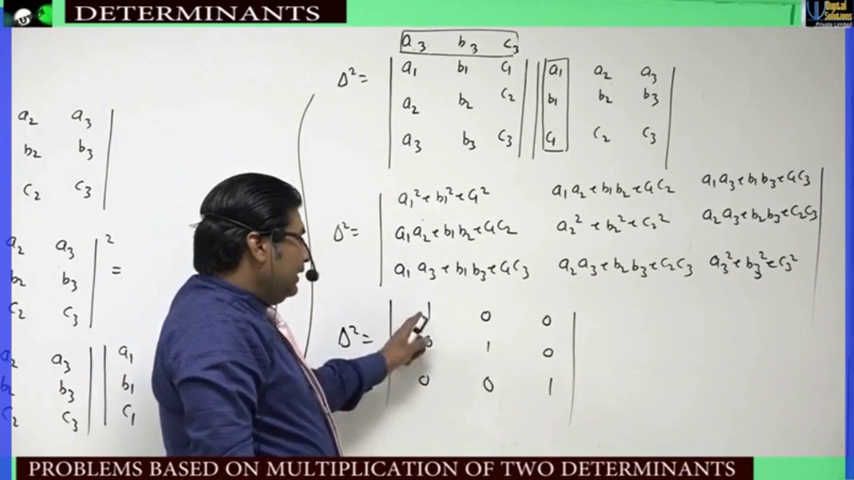 DETERMINANTS
Digital Solutions
Private Limited
a₃ b₃ c₃
Δ² = | a₁ b₁ c₁ | | a₁ a₂ a₃ |
| a₂ b₂ c₂ | | b₁ b₂ b₃ |
| a₃ b₃ c₃ | | c₁ c₂ c₃ |
a₂ a₃ |
b₂ b₃ |
c₂ c₃ |
| a₁²+b₁²+c₁² a₁a₂+b₁b₂+c₁c₂ a₁a₃+b₁b₃+c₁c₃ |
Δ² = | a₁a₂+b₁b₂+c₁c₂ a₂²+b₂²+c₂² a₂a₃+b₂b₃+c₂c₃ |
| a₁a₃+b₁b₃+c₁c₃ a₂a₃+b₂b₃+c₂c₃ a₃²+b₃²+c₃² |
a₂ a₃ | ²
b₂ b₃ | =
c₂ c₃ |
| 1 0 0 |
Δ² = | 0 1 0 |
| 0 0 1 |
a₂ a₃ | | a₁
b₂ b₃ | | b₁
c₂ c₃ | | c₁
PROBLEMS BASED ON MULTIPLICATION OF TWO DETERMINANTS